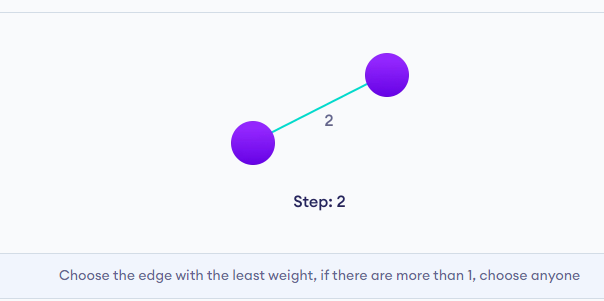 2
Step: 2
Choose the edge with the least weight, if there are more than 1, choose anyone